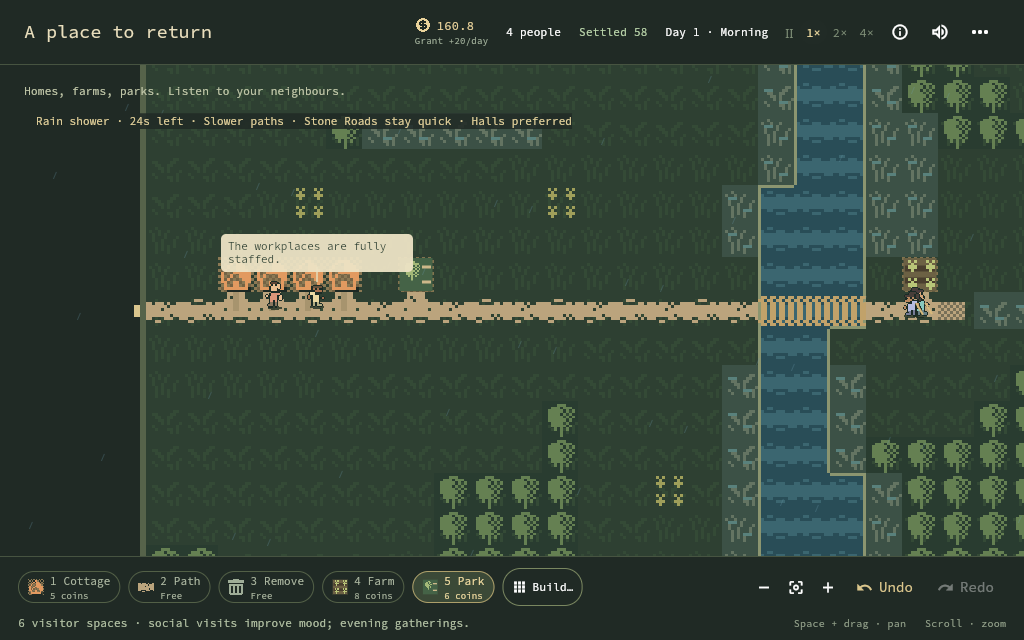 A place to return
160.8
Grant +20/day
4 people
Settled 58
Day 1 · Morning
1×
2×
4×
Homes, farms, parks. Listen to your neighbours.
Rain shower · 24s left · Slower paths · Stone Roads stay quick · Halls preferred
The workplaces are fully
staffed.
1 Cottage
5 coins
2 Path
Free
3 Remove
Free
4 Farm
8 coins
5 Park
6 coins
Build…
Undo
Redo
6 visitor spaces · social visits improve mood; evening gatherings.
Space + drag · pan
Scroll · zoom